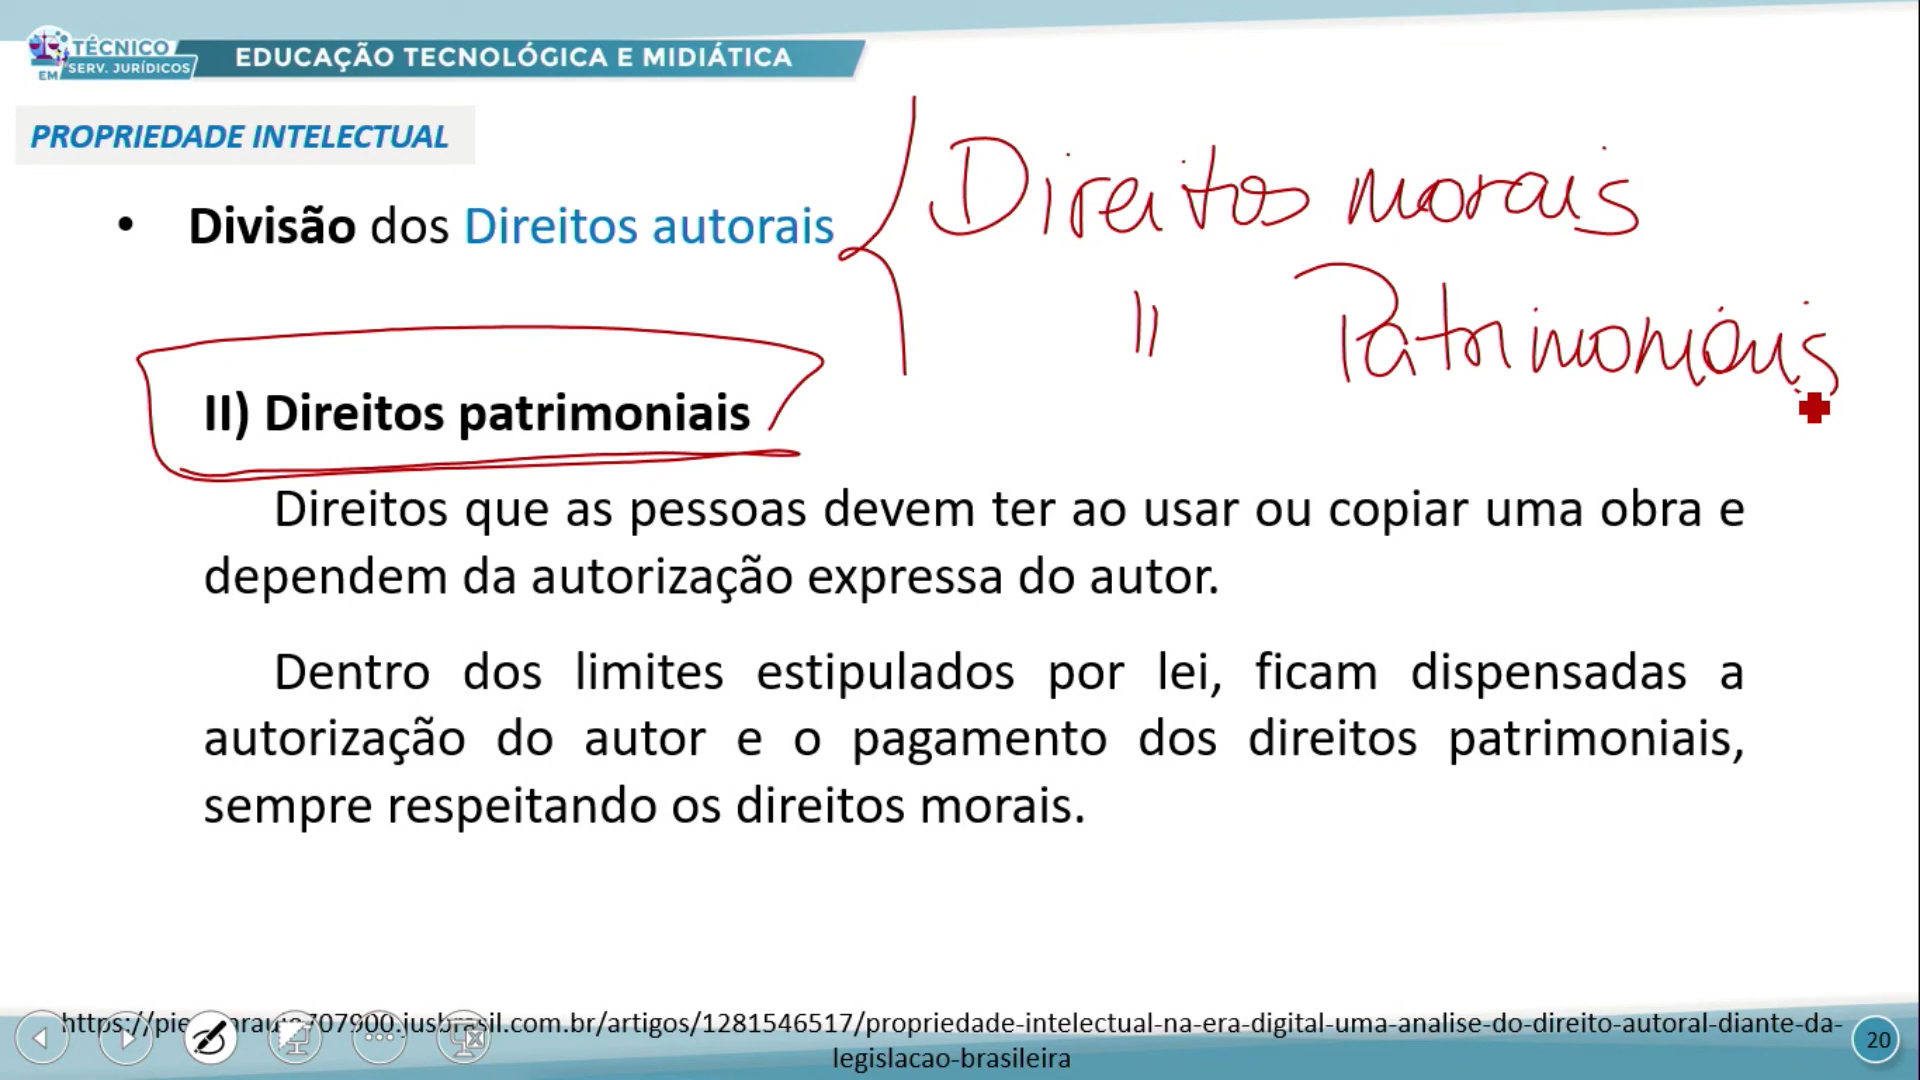 TÉCNICO
EM SERV. JURÍDICOS
EDUCAÇÃO TECNOLÓGICA E MIDIÁTICA
PROPRIEDADE INTELECTUAL
• Divisão dos Direitos autorais
Direitos morais
" Patrimoniais
II) Direitos patrimoniais
Direitos que as pessoas devem ter ao usar ou copiar uma obra e
dependem da autorização expressa do autor.
Dentro dos limites estipulados por lei, ficam dispensadas a
autorização do autor e o pagamento dos direitos patrimoniais,
sempre respeitando os direitos morais.
707900.jusbrasil.com.br/artigos/1281546517/propriedade-intelectual-na-era-digital-uma-analise-do-direito-autoral-diante-da-
legislacao-brasileira
20